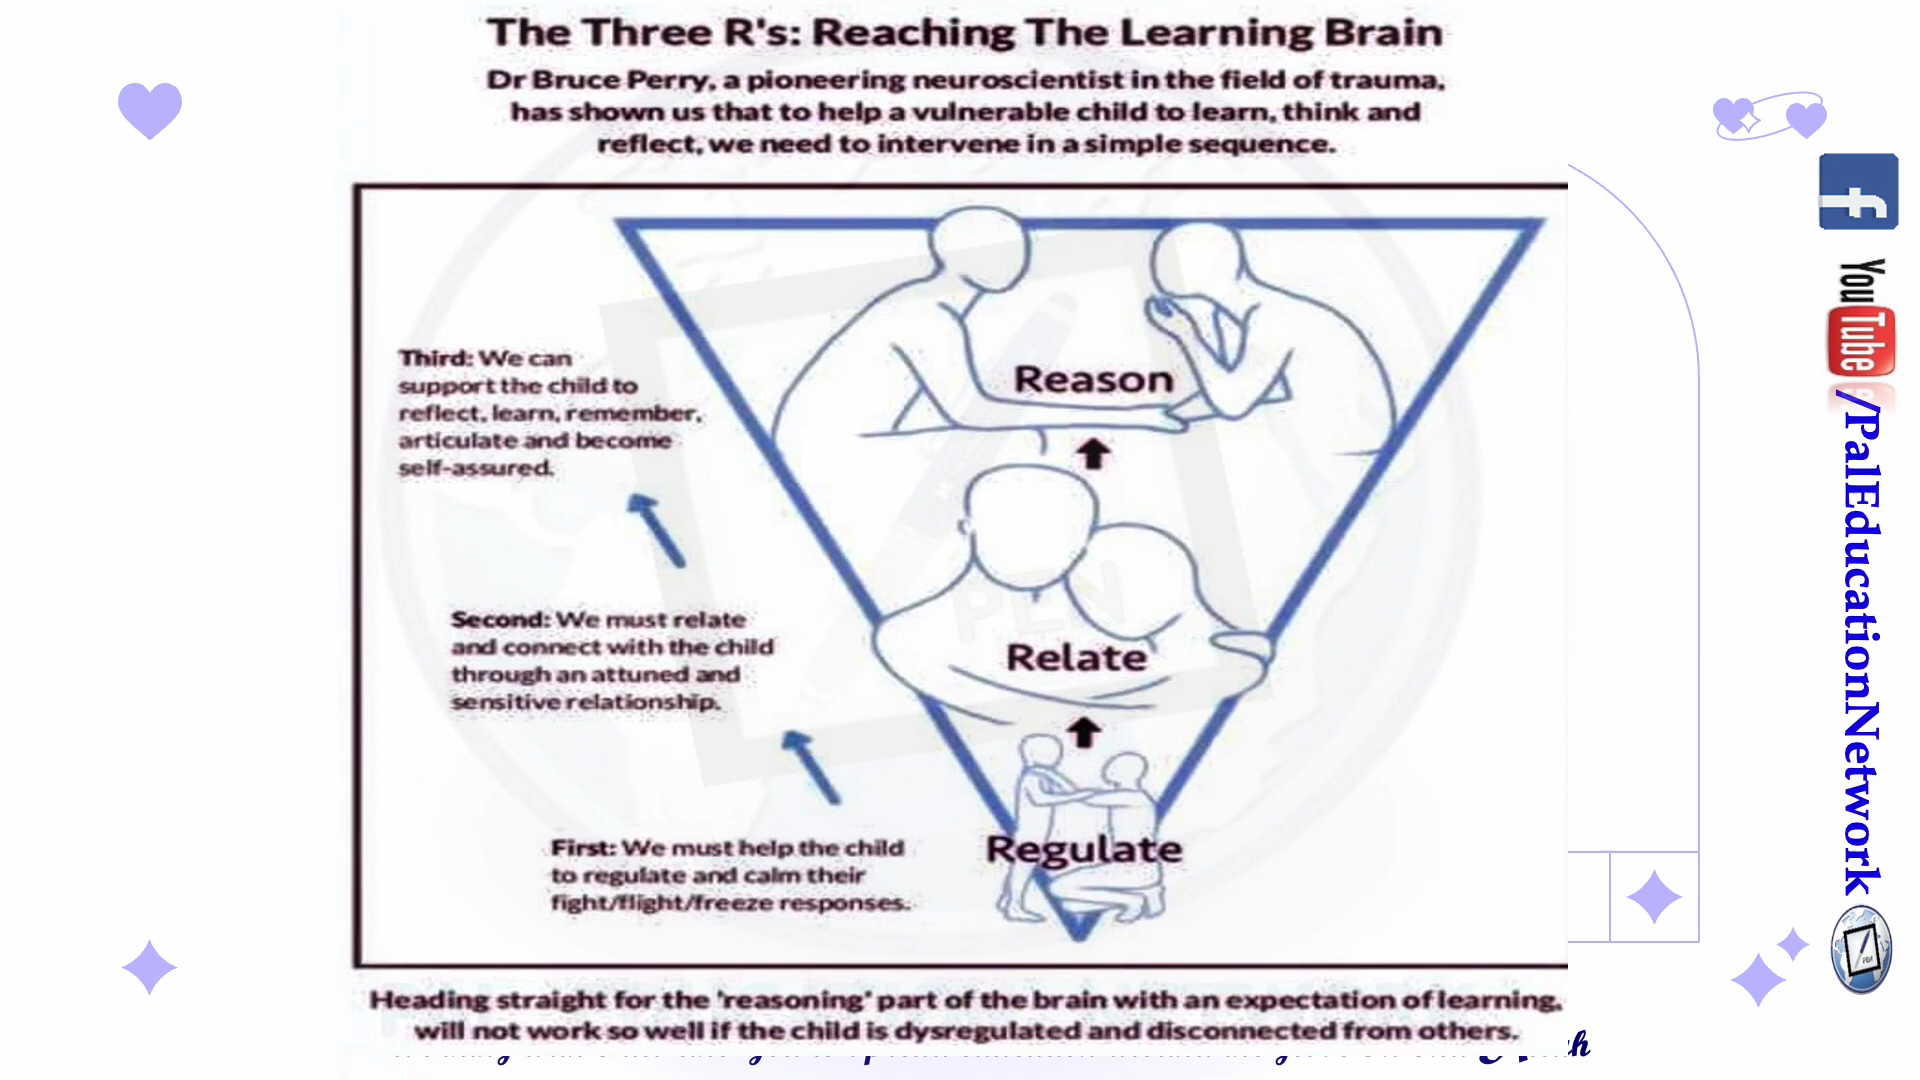 The Three R's: Reaching The Learning Brain
Dr Bruce Perry, a pioneering neuroscientist in the field of trauma,
has shown us that to help a vulnerable child to learn, think and
reflect, we need to intervene in a simple sequence.
Third: We can
support the child to
reflect, learn, remember,
articulate and become
self-assured.
Reason
Second: We must relate
and connect with the child
through an attuned and
sensitive relationship.
Relate
First: We must help the child
to regulate and calm their
fight/flight/freeze responses.
Regulate
PEN
Heading straight for the 'reasoning' part of the brain with an expectation of learning,
will not work so well if the child is dysregulated and disconnected from others.
f
YouTube
/PalEducationNetwork
PEN